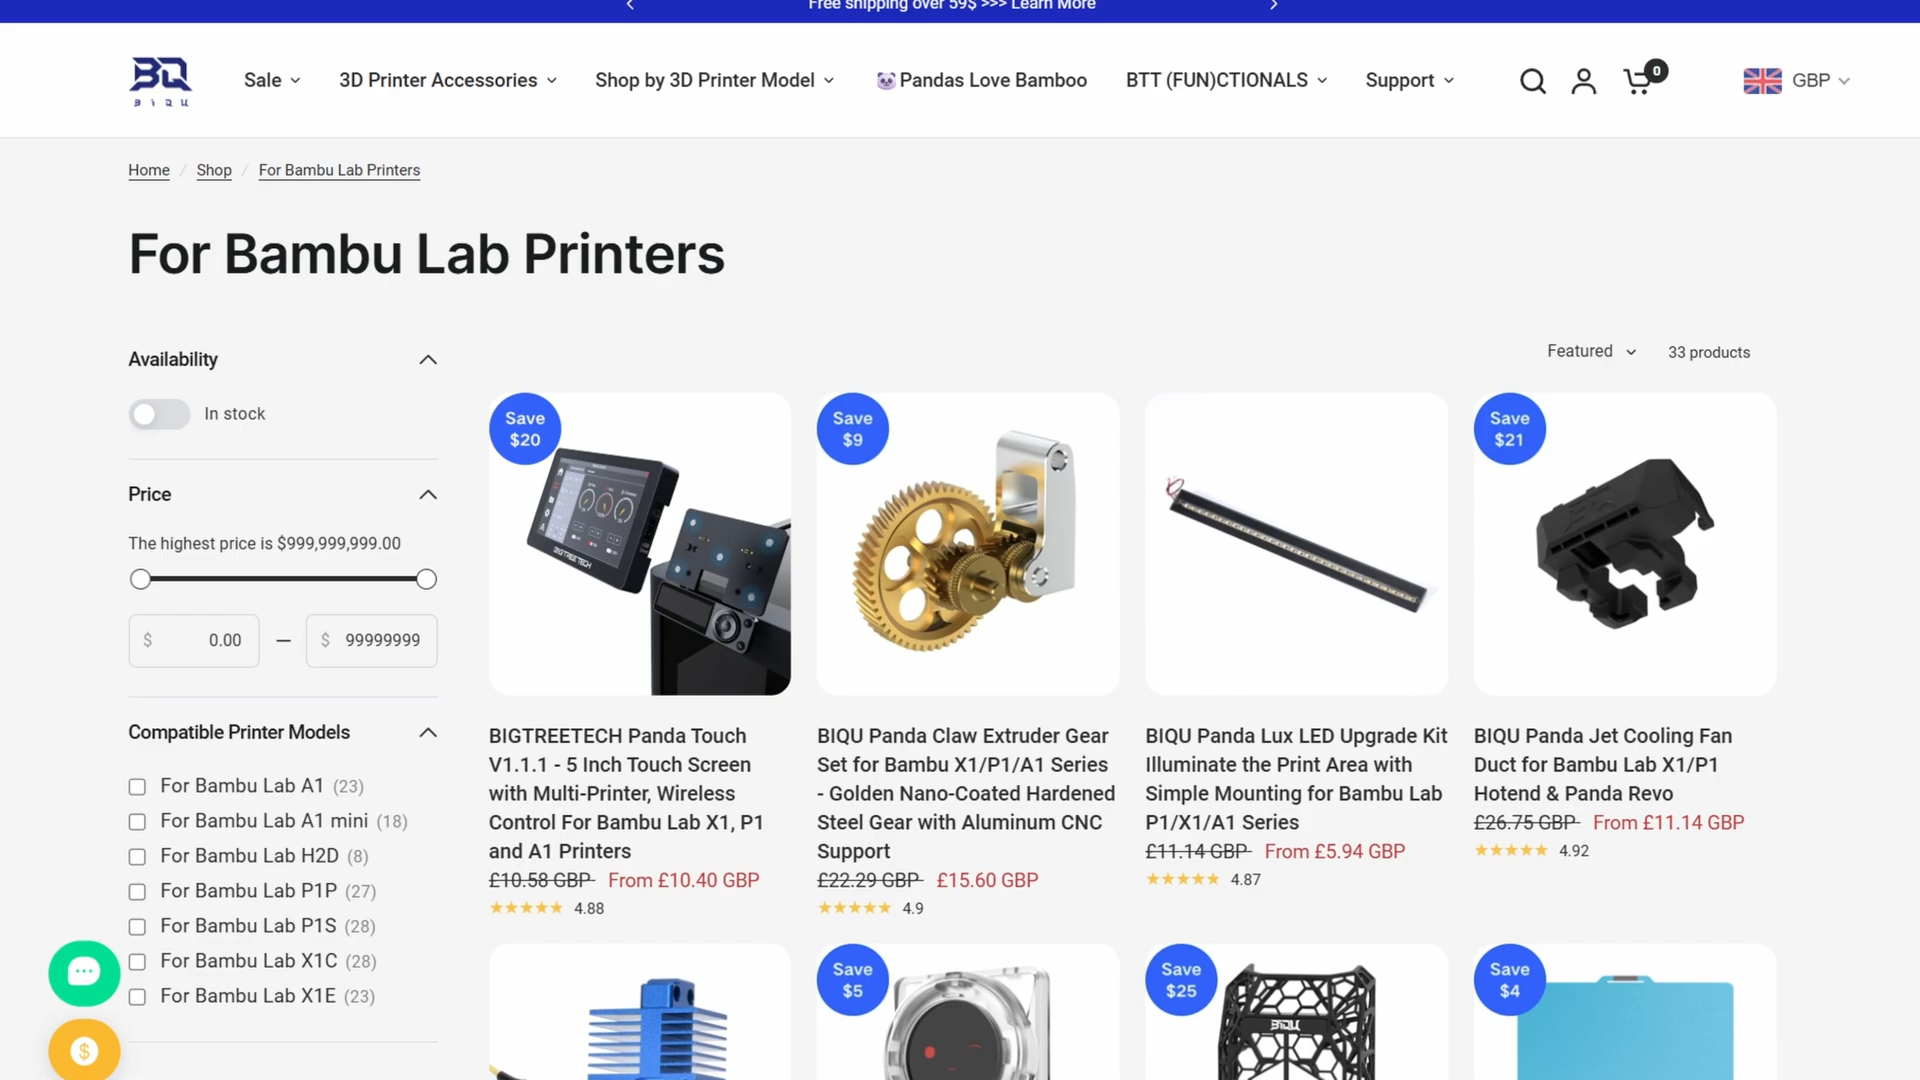 Free shipping over 59$ >>> Learn More
BIQU
Sale
3D Printer Accessories
Shop by 3D Printer Model
🐼Pandas Love Bamboo
BTT (FUN)CTIONALS
Support
0
GBP
Home / Shop / For Bambu Lab Printers
For Bambu Lab Printers
Availability
In stock
Price
The highest price is $999,999,999.00
$ 0.00 — $ 99999999
Compatible Printer Models
For Bambu Lab A1 (23)
For Bambu Lab A1 mini (18)
For Bambu Lab H2D (8)
For Bambu Lab P1P (27)
For Bambu Lab P1S (28)
For Bambu Lab X1C (28)
For Bambu Lab X1E (23)
Featured
33 products
Save
$20
BIGTREETECH
BIGTREETECH Panda Touch
V1.1.1 - 5 Inch Touch Screen
with Multi-Printer, Wireless
Control For Bambu Lab X1, P1
and A1 Printers
£10.58 GBP From £10.40 GBP
★★★★★ 4.88
Save
$9
BIQU Panda Claw Extruder Gear
Set for Bambu X1/P1/A1 Series
- Golden Nano-Coated Hardened
Steel Gear with Aluminum CNC
Support
£22.29 GBP £15.60 GBP
★★★★★ 4.9
BIQU Panda Lux LED Upgrade Kit
Illuminate the Print Area with
Simple Mounting for Bambu Lab
P1/X1/A1 Series
£11.14 GBP From £5.94 GBP
★★★★★ 4.87
Save
$21
BIQU Panda Jet Cooling Fan
Duct for Bambu Lab X1/P1
Hotend & Panda Revo
£26.75 GBP From £11.14 GBP
★★★★★ 4.92
Save
$5
Save
$25
BIQU
Save
$4
$